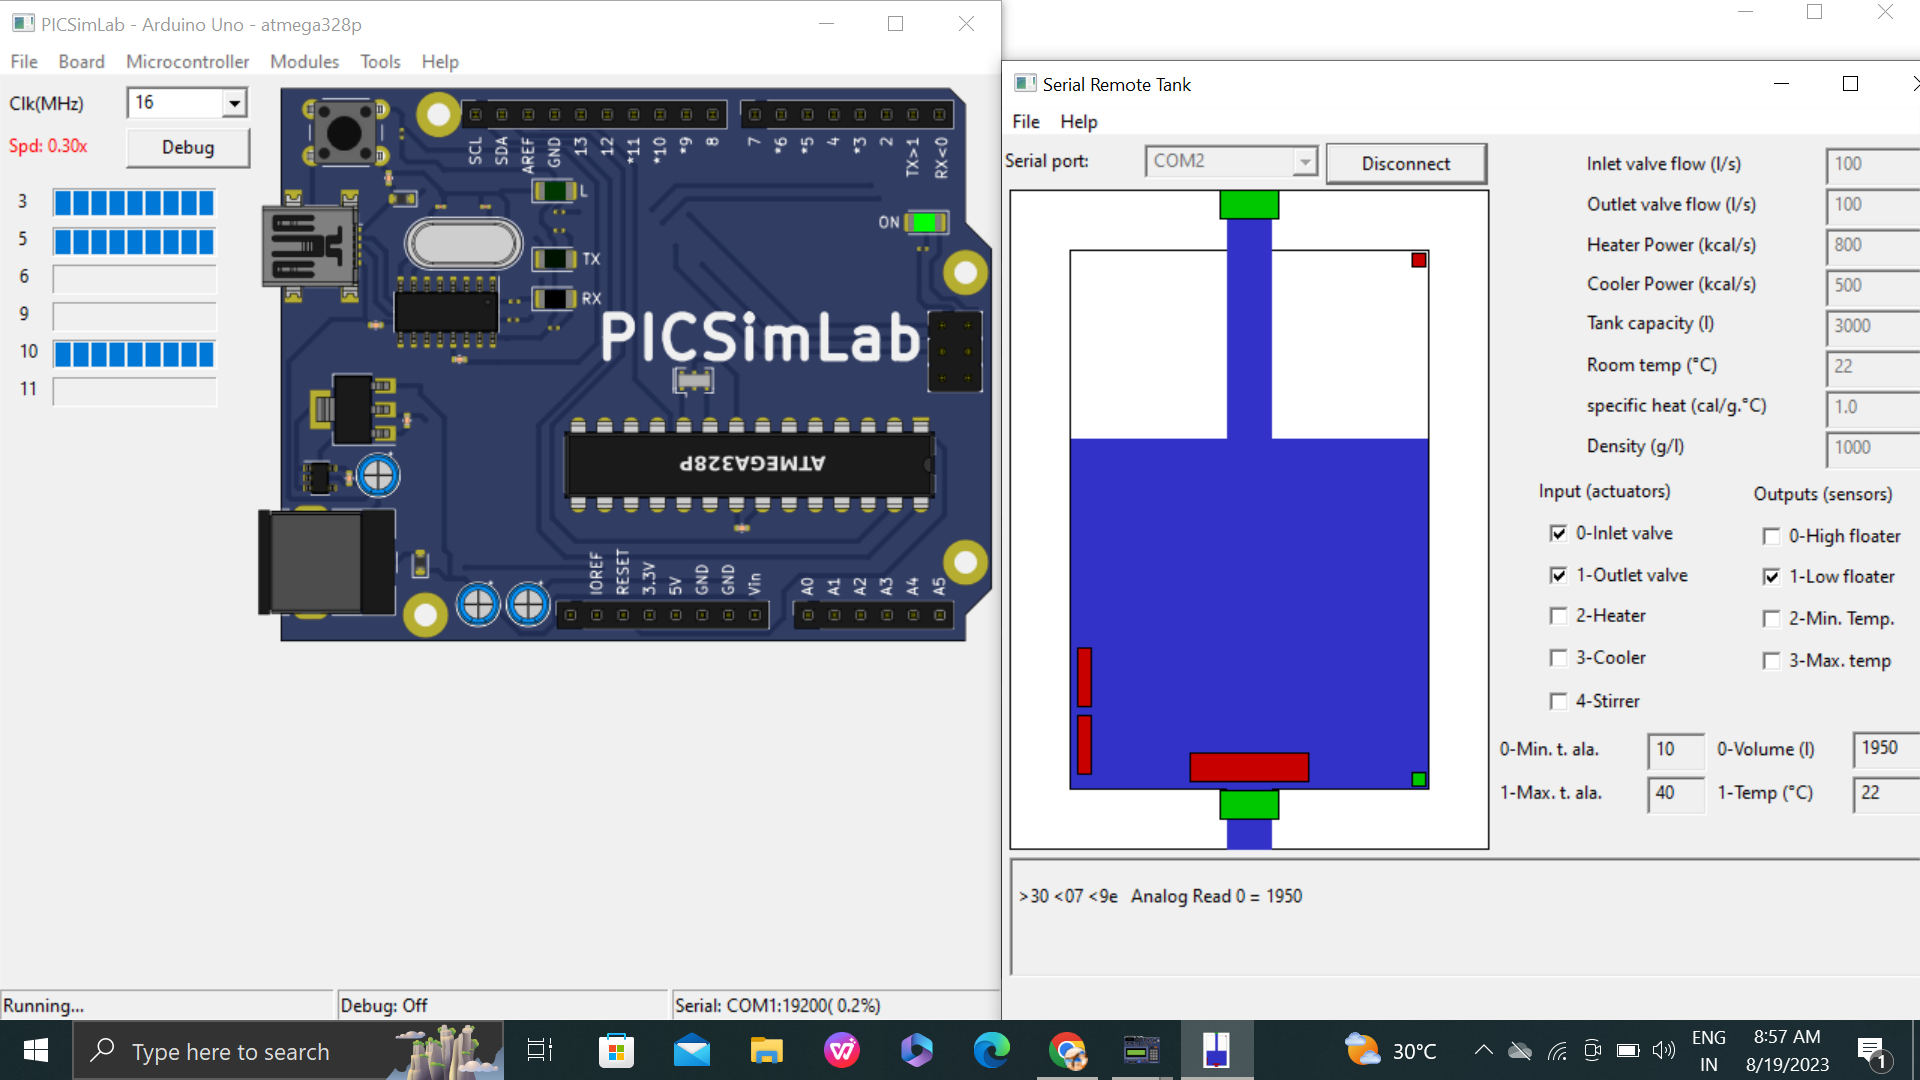 PICSimLab - Arduino Uno - atmega328p
File Board Microcontroller Modules Tools Help
Clk(MHz) 16
Spd: 0.30x Debug
3
5
6
9
10
11
SCL SDA AREF GND 13 12 *11 *10 *9 8 7 *6 *5 4 *3 2 TX>1 RX<0
L
ON
TX
RX
PICSimLab
ATMEGA328P
IOREF RESET 3.3V 5V GND GND Vin A0 A1 A2 A3 A4 A5
Running...
Debug: Off
Serial: COM1:19200( 0.2%)
Serial Remote Tank
File Help
Serial port: COM2 Disconnect
Inlet valve flow (l/s) 100
Outlet valve flow (l/s) 100
Heater Power (kcal/s) 800
Cooler Power (kcal/s) 500
Tank capacity (l) 3000
Room temp (°C) 22
specific heat (cal/g.°C) 1.0
Density (g/l) 1000
Input (actuators) Outputs (sensors)
0-Inlet valve 0-High floater
1-Outlet valve 1-Low floater
2-Heater 2-Min. Temp.
3-Cooler 3-Max. temp
4-Stirrer
0-Min. t. ala. 10 0-Volume (l) 1950
1-Max. t. ala. 40 1-Temp (°C) 22
>30 <07 <9e Analog Read 0 = 1950
Type here to search
30°C
ENG
IN
8:57 AM
8/19/2023
1